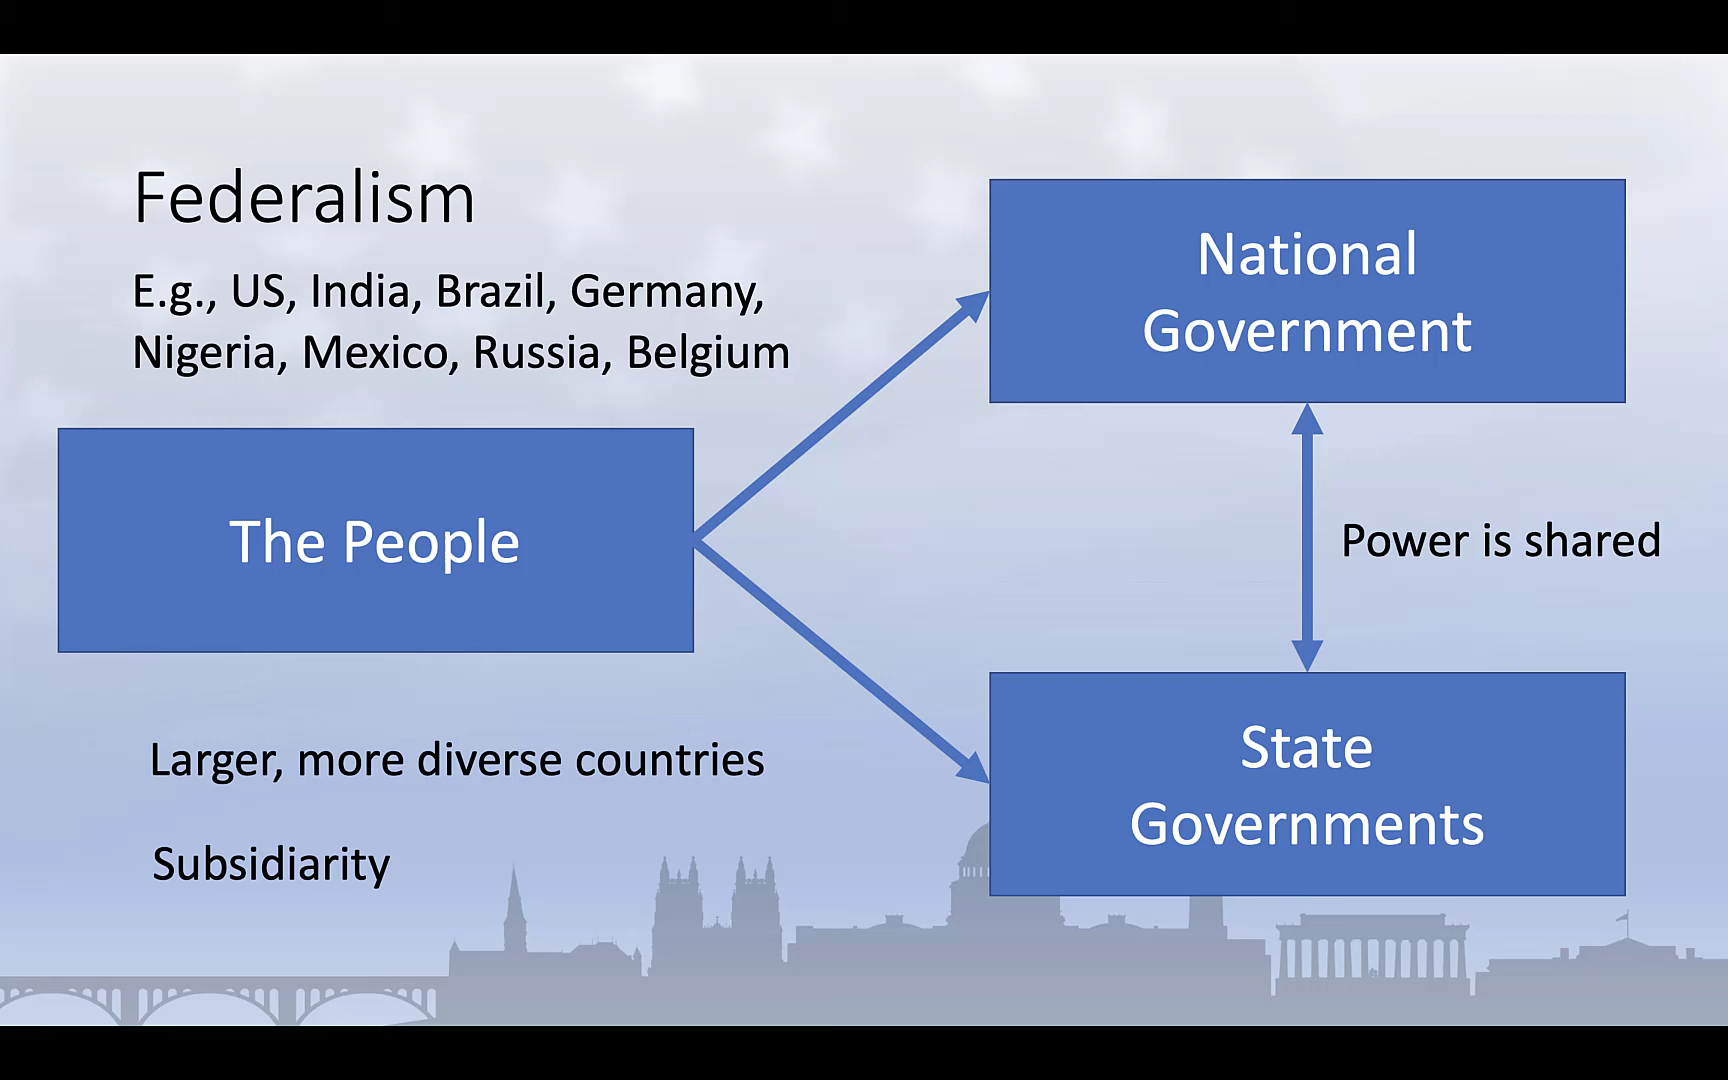 Federalism
E.g., US, India, Brazil, Germany,
Nigeria, Mexico, Russia, Belgium
National
Government
The People
Power is shared
Larger, more diverse countries
Subsidiarity
State
Governments